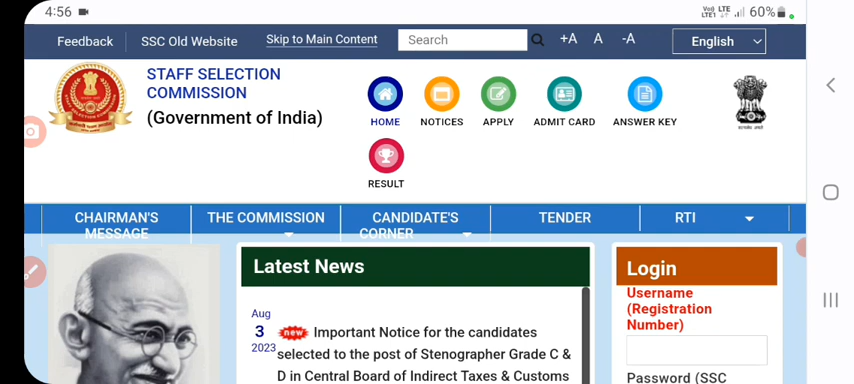 4:56
Vo)) LTE
LTE1
60%
Feedback
SSC Old Website
Skip to Main Content
Search
+A
A
-A
English
STAFF SELECTION
COMMISSION
(Government of India)
HOME
NOTICES
APPLY
ADMIT CARD
ANSWER KEY
RESULT
CHAIRMAN'S
MESSAGE
THE COMMISSION
CANDIDATE'S
CORNER
TENDER
RTI
Latest News
Aug
3
2023
new Important Notice for the candidates
selected to the post of Stenographer Grade C &
D in Central Board of Indirect Taxes & Customs
Login
Username
(Registration
Number)
Password (SSC